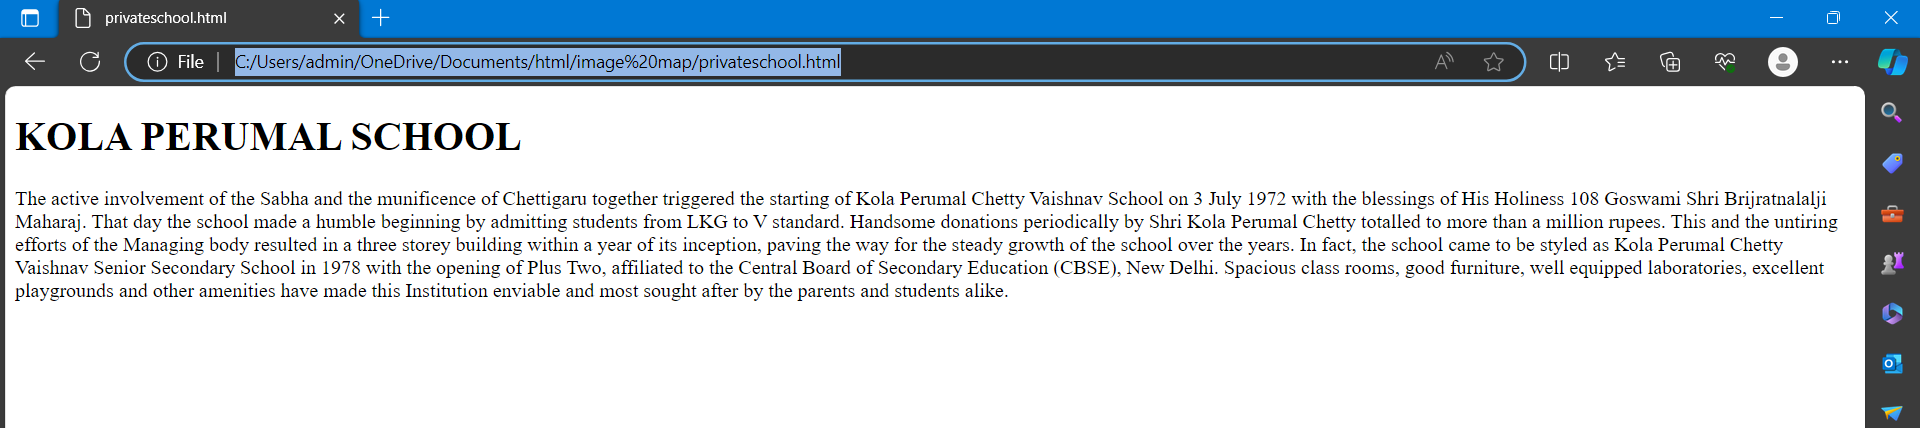 privateschool.html
File
C:/Users/admin/OneDrive/Documents/html/image%20map/privateschool.html
KOLA PERUMAL SCHOOL
The active involvement of the Sabha and the munificence of Chettigaru together triggered the starting of Kola Perumal Chetty Vaishnav School on 3 July 1972 with the blessings of His Holiness 108 Goswami Shri Brijratnalalji
Maharaj. That day the school made a humble beginning by admitting students from LKG to V standard. Handsome donations periodically by Shri Kola Perumal Chetty totalled to more than a million rupees. This and the untiring
efforts of the Managing body resulted in a three storey building within a year of its inception, paving the way for the steady growth of the school over the years. In fact, the school came to be styled as Kola Perumal Chetty
Vaishnav Senior Secondary School in 1978 with the opening of Plus Two, affiliated to the Central Board of Secondary Education (CBSE), New Delhi. Spacious class rooms, good furniture, well equipped laboratories, excellent
playgrounds and other amenities have made this Institution enviable and most sought after by the parents and students alike.